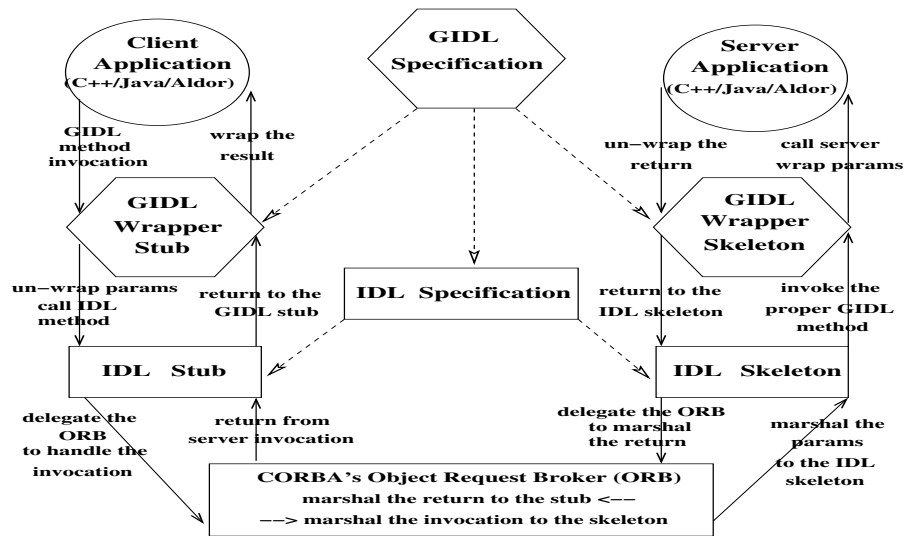 Client
Application
(C++/Java/Aldor)
GIDL
Specification
Server
Application
(C++/Java/Aldor)
GIDL
method
invocation
wrap the
result
un−wrap the
return
call server
wrap params
GIDL
Wrapper
Stub
GIDL
Wrapper
Skeleton
un−wrap params
call IDL
method
return to the
GIDL stub
IDL Specification
return to the
IDL skeleton
invoke the
proper GIDL
method
IDL Stub
IDL Skeleton
delegate the
ORB
to handle the
invocation
return from
server invocation
delegate the ORB
to marshal
the return
marshal the
params
to the IDL
skeleton
CORBA's Object Request Broker (ORB)
marshal the return to the stub <−−
−−> marshal the invocation to the skeleton